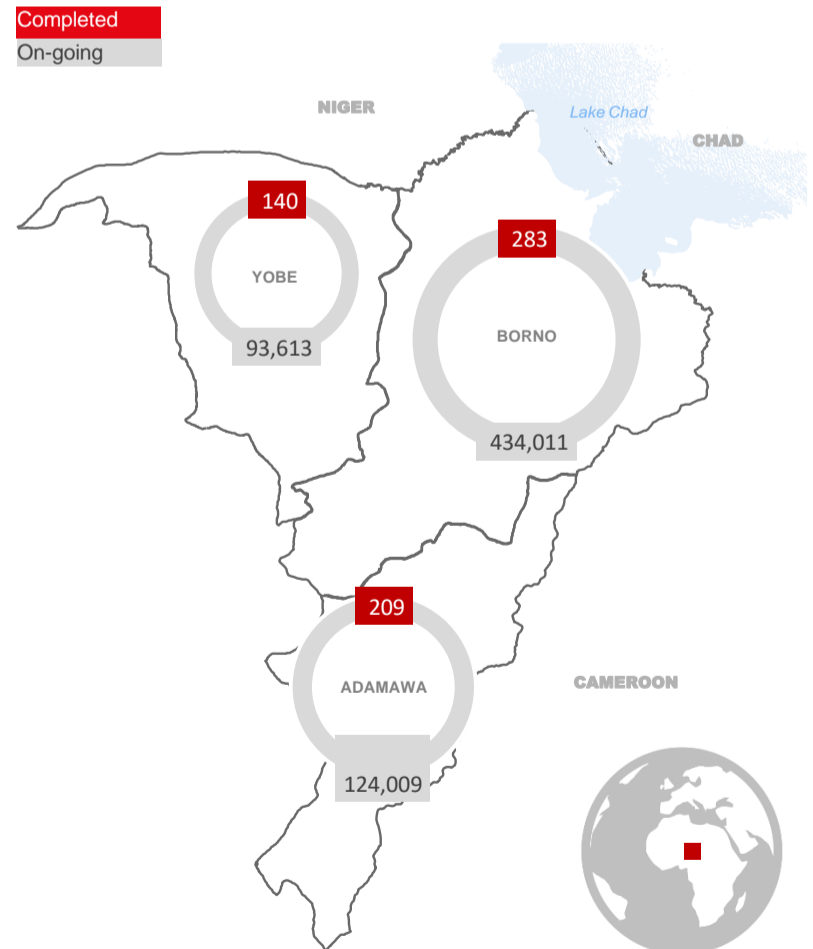 Completed
On-going
NIGER
Lake Chad
CHAD
140
YOBE
93,613
283
BORNO
434,011
209
ADAMAWA
124,009
CAMEROON